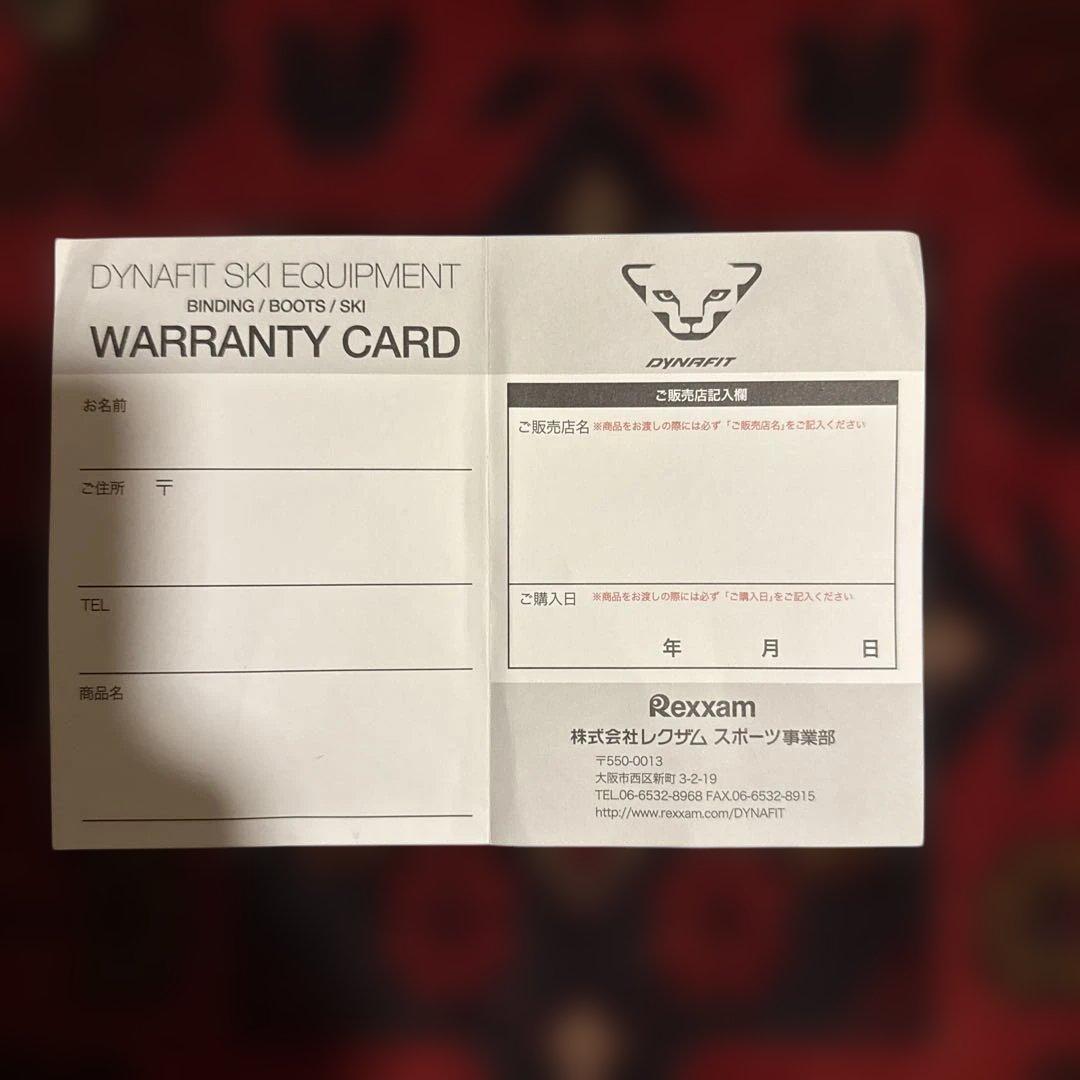 DYNAFIT SKI EQUIPMENT
BINDING / BOOTS / SKI
WARRANTY CARD
お名前
ご住所 〒
TEL
商品名
DYNAFIT
ご販売店記入欄
ご販売店名 ※商品をお渡しの際には必ず「ご販売店名」をご記入ください
ご購入日 ※商品をお渡しの際には必ず「ご購入日」をご記入ください
年 月 日
Rexxam
株式会社レクザム スポーツ事業部
〒550-0013
大阪市西区新町 3-2-19
TEL.06-6532-8968 FAX.06-6532-8915
http://www.rexxam.com/DYNAFIT